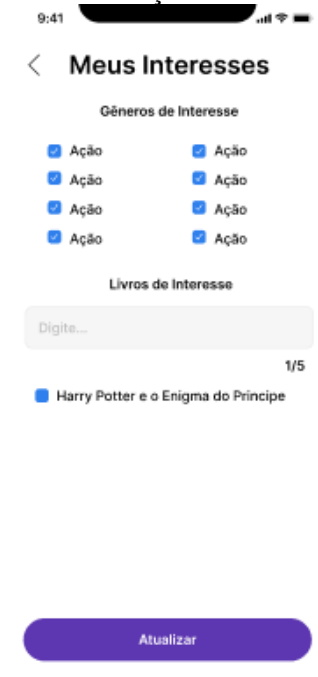 9:41
Meus Interesses
Gêneros de Interesse
Ação Ação
Ação Ação
Ação Ação
Ação Ação
Livros de Interesse
Digite...
1/5
Harry Potter e o Enigma do Principe
Atualizar